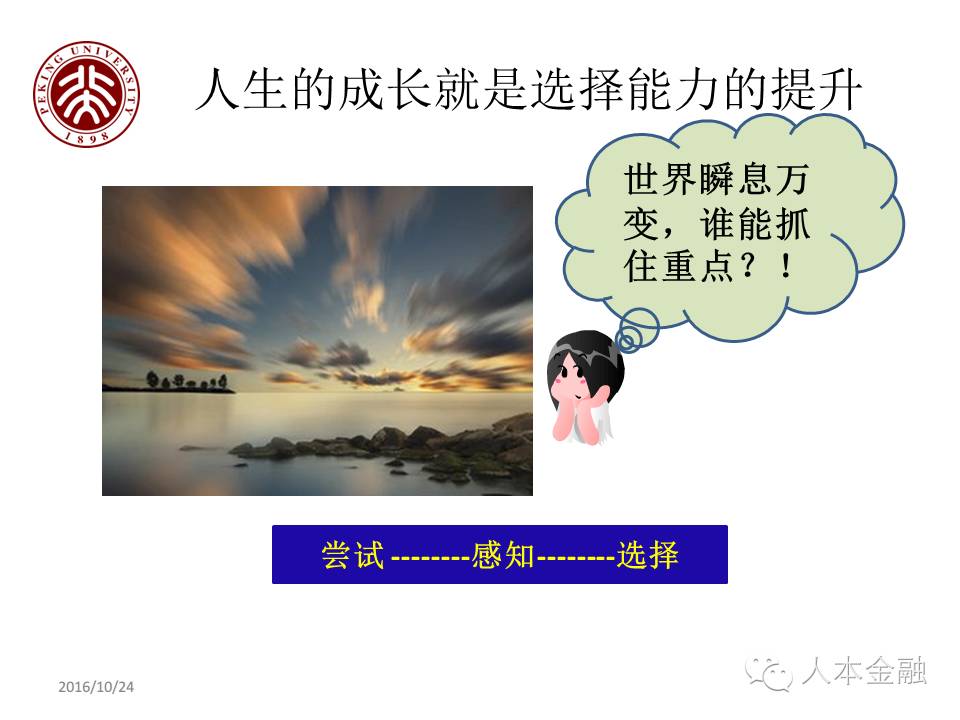 人生的成长就是选择能力的提升
PEKING UNIVERSITY
1898
世界瞬息万
变，谁能抓
住重点？！
尝试 --------感知--------选择
2016/10/24
人本金融